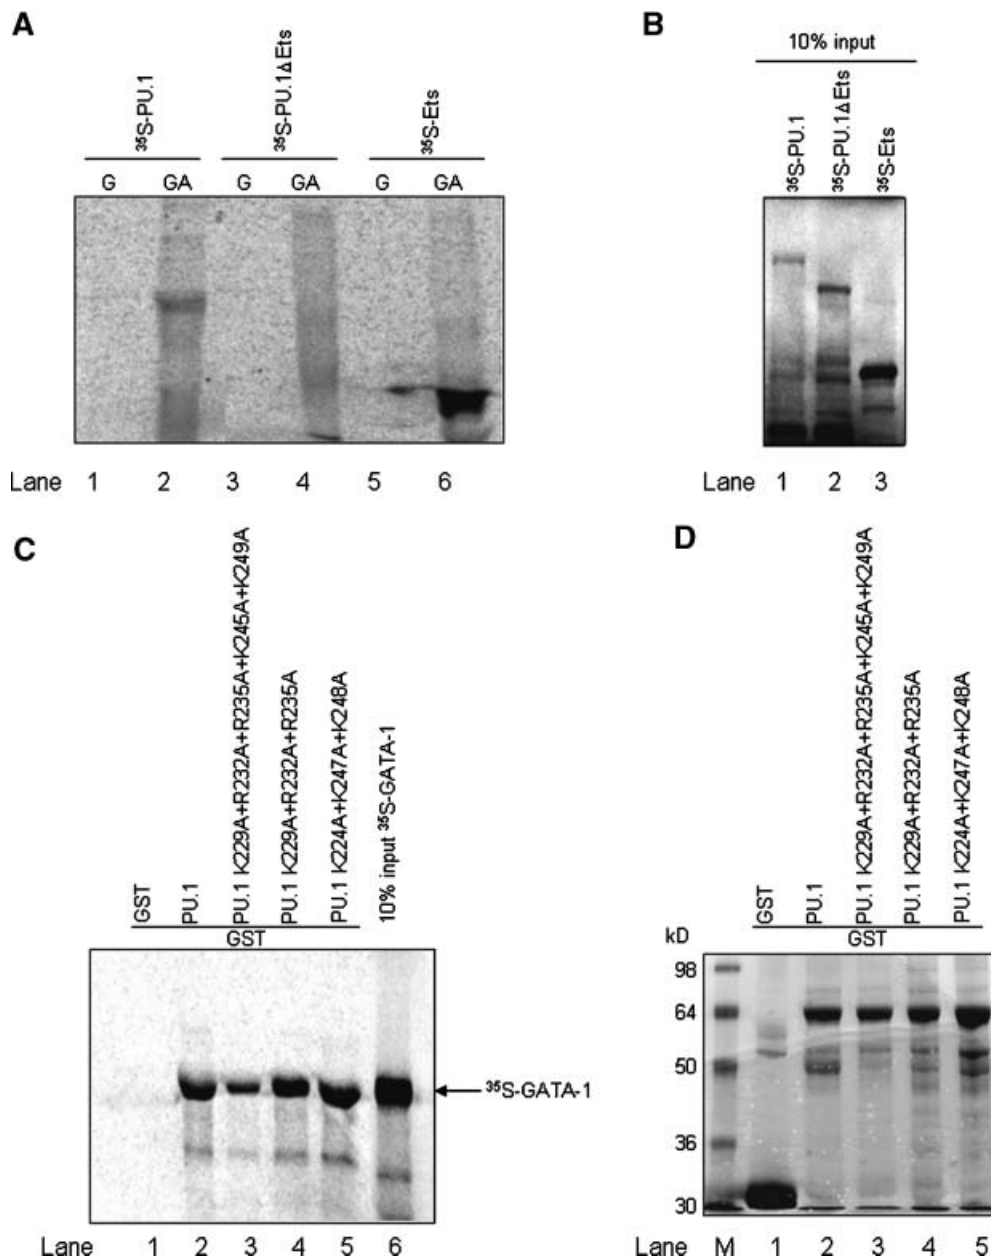 A
³⁵S-PU.1
³⁵S-PU.1ΔEts
³⁵S-Ets
G GA G GA G GA
Lane 1 2 3 4 5 6
B
10% input
³⁵S-PU.1
³⁵S-PU.1ΔEts
³⁵S-Ets
Lane 1 2 3
C
GST
PU.1
PU.1 K229A+R232A+R235A+K245A+K249A
PU.1 K229A+R232A+R235A
PU.1 K224A+K247A+K248A
10% input ³⁵S-GATA-1
GST
³⁵S-GATA-1
Lane 1 2 3 4 5 6
D
GST
PU.1
PU.1 K229A+R232A+R235A+K245A+K249A
PU.1 K229A+R232A+R235A
PU.1 K224A+K247A+K248A
kD
GST
98
64
50
36
30
Lane M 1 2 3 4 5